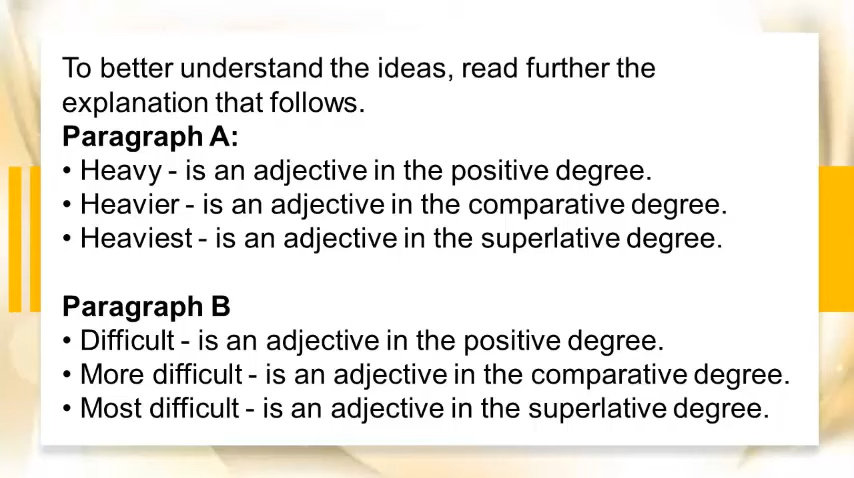 To better understand the ideas, read further the
explanation that follows.
Paragraph A:
• Heavy - is an adjective in the positive degree.
• Heavier - is an adjective in the comparative degree.
• Heaviest - is an adjective in the superlative degree.
Paragraph B
• Difficult - is an adjective in the positive degree.
• More difficult - is an adjective in the comparative degree.
• Most difficult - is an adjective in the superlative degree.